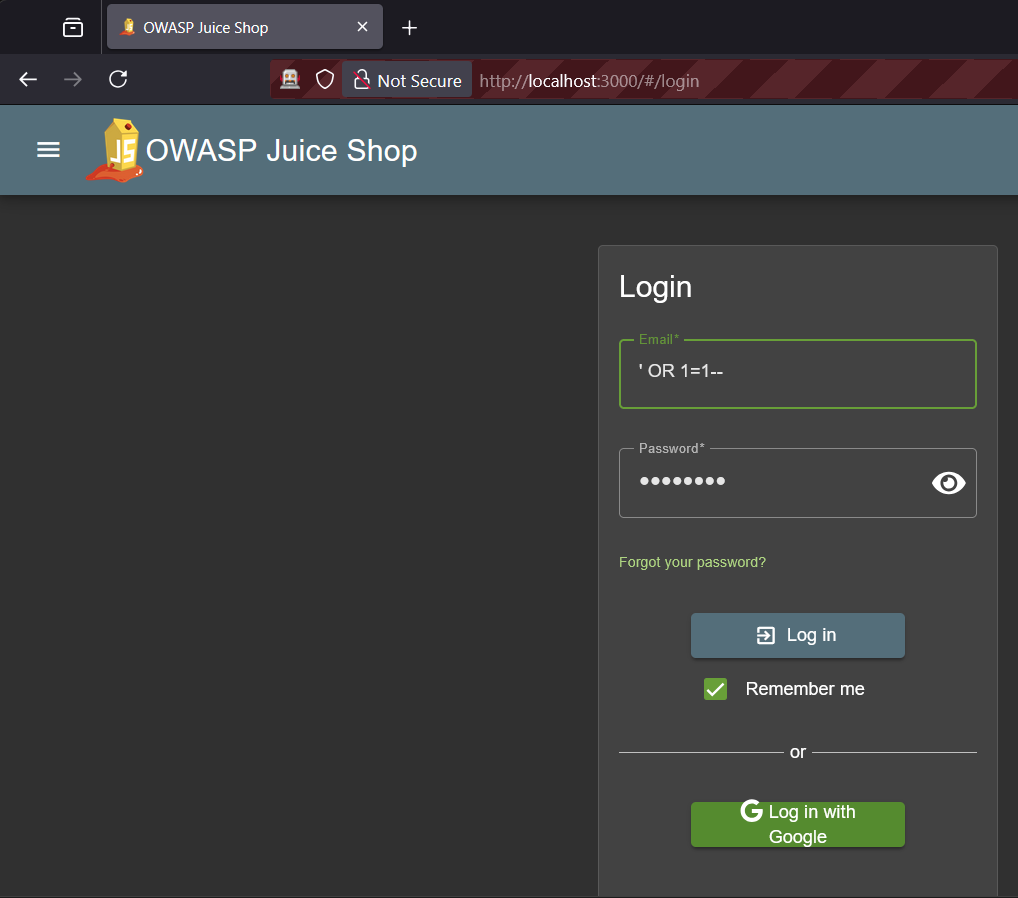 OWASP Juice Shop
Not Secure http://localhost:3000/#/login
JS OWASP Juice Shop
Login
Email*
' OR 1=1--
Password*
••••••••
Forgot your password?
Log in
Remember me
or
G Log in with
Google